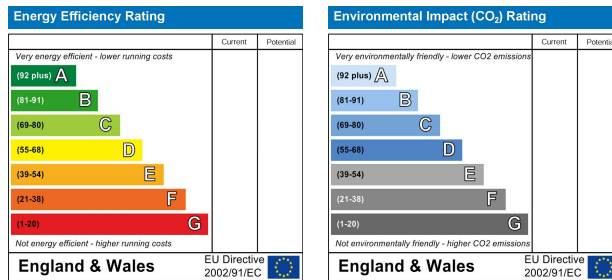 Energy Efficiency Rating
Current Potential
Very energy efficient - lower running costs
(92 plus) A
(81-91) B
(69-80) C
(55-68) D
(39-54) E
(21-38) F
(1-20) G
Not energy efficient - higher running costs
England & Wales
EU Directive
2002/91/EC
Environmental Impact (CO₂) Rating
Current Potential
Very environmentally friendly - lower CO2 emissions
(92 plus) A
(81-91) B
(69-80) C
(55-68) D
(39-54) E
(21-38) F
(1-20) G
Not environmentally friendly - higher CO2 emissions
England & Wales
EU Directive
2002/91/EC